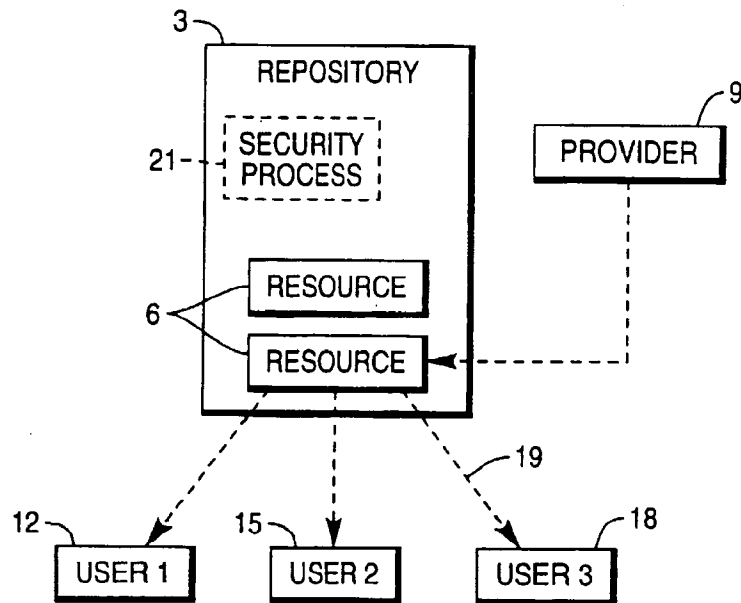 3
REPOSITORY
9
21
SECURITY
PROCESS
PROVIDER
6
RESOURCE
RESOURCE
19
12
15
18
USER 1
USER 2
USER 3